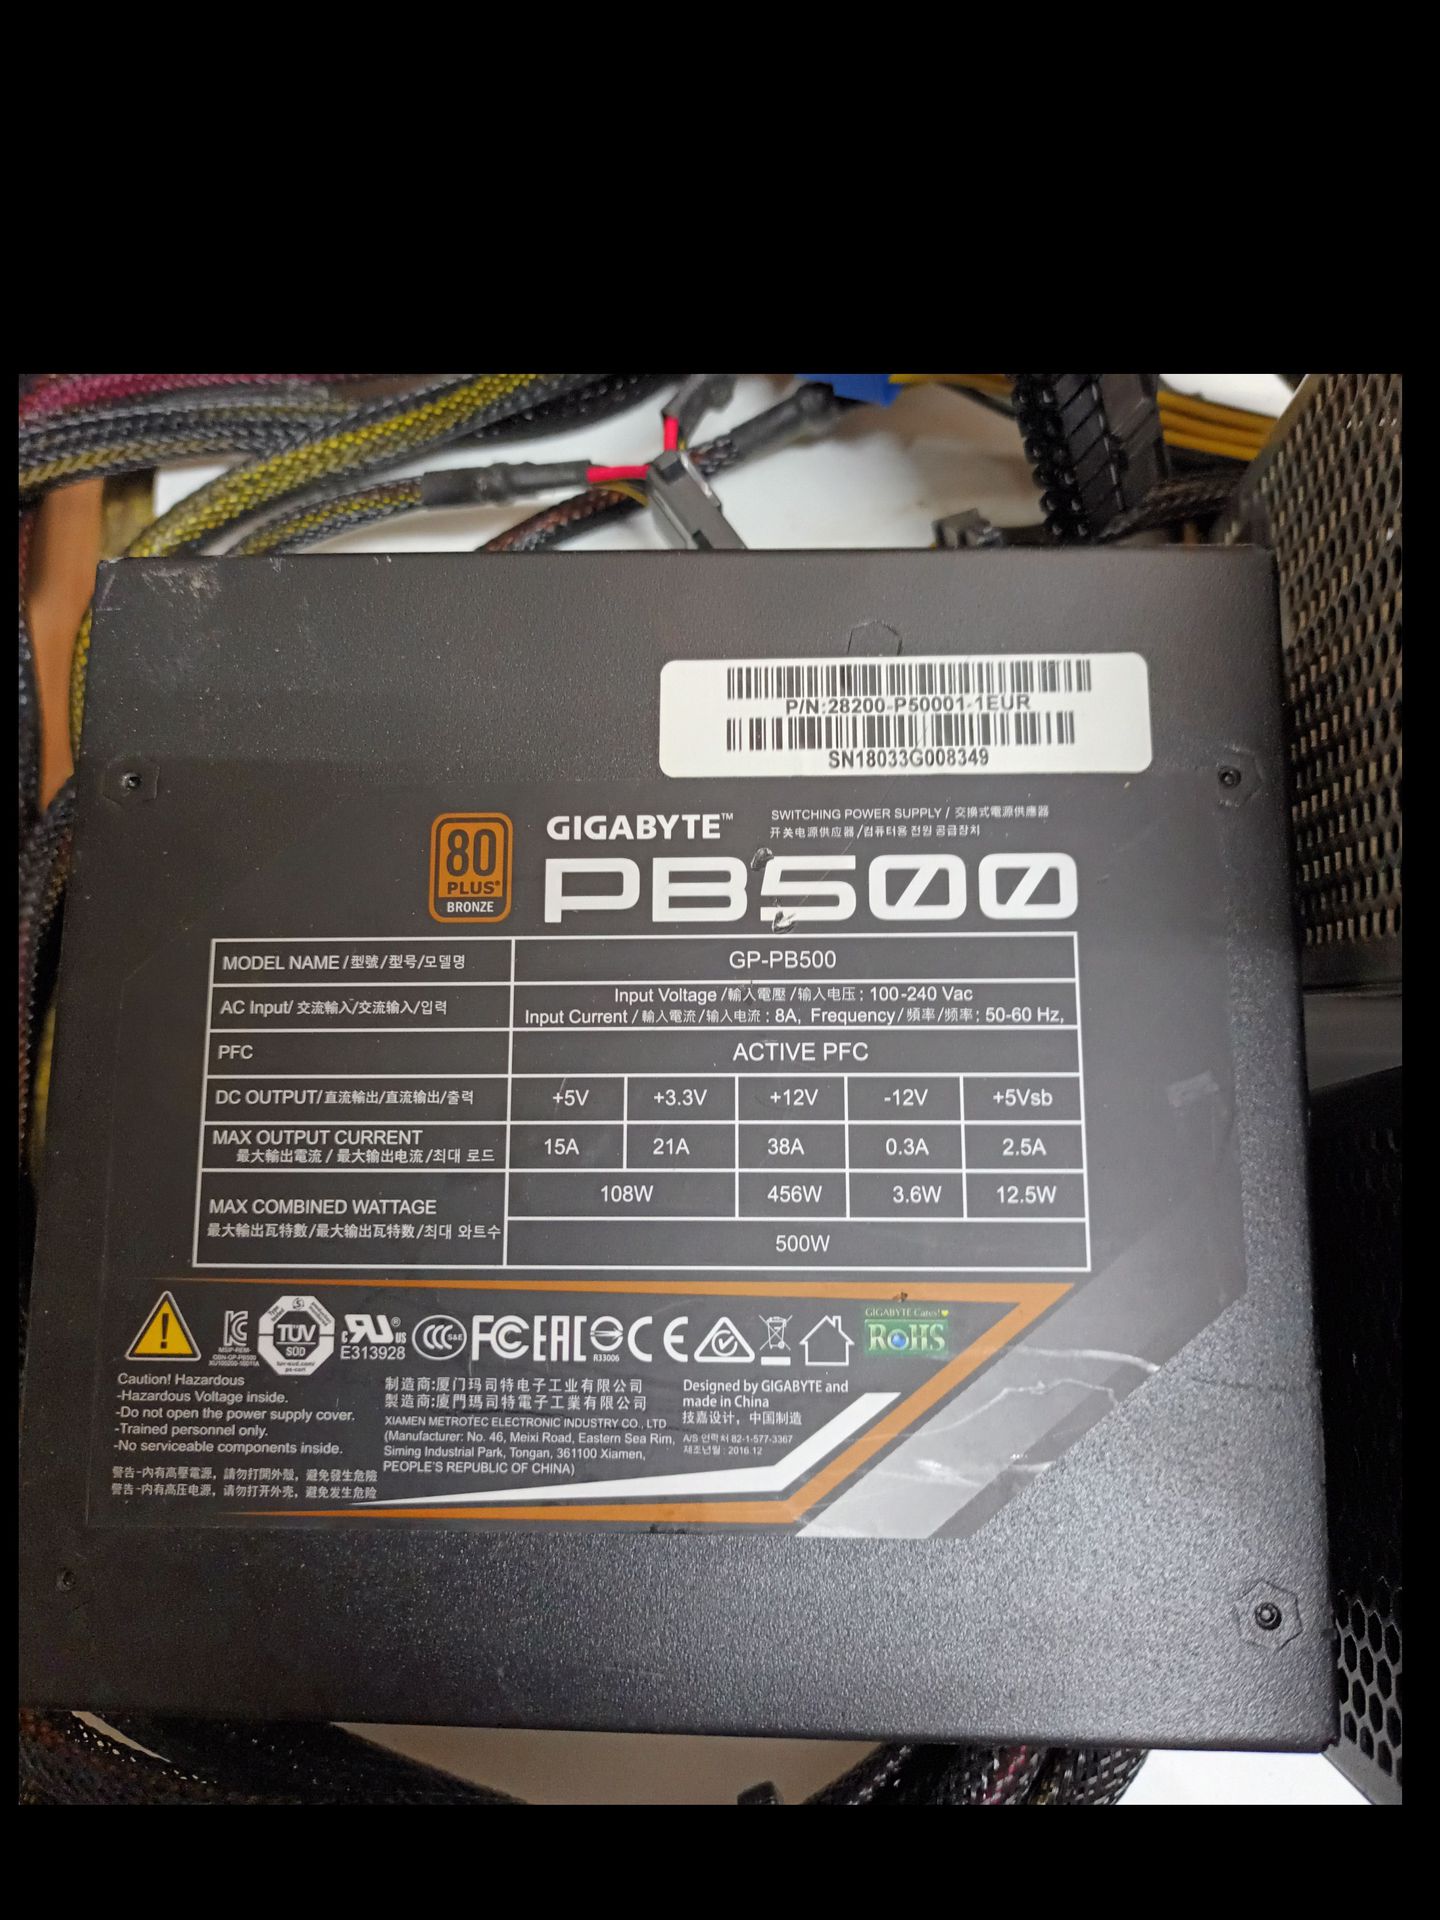 P/N:28200-P50001-1EUR
SN18033G008349
80
PLUS®
BRONZE
GIGABYTE™
SWITCHING POWER SUPPLY / 交換式電源供應器
开关电源供应器/컴퓨터용 전원 공급장치
PB500
MODEL NAME/型號/型号/모델명 GP-PB500
AC Input/ 交流輸入/交流输入/입력
Input Voltage /輸入電壓 /输入电压: 100-240 Vac
Input Current / 輸入電流 /输入电流 : 8A, Frequency/頻率/频率: 50-60 Hz,
PFC ACTIVE PFC
DC OUTPUT/直流輸出/直流输出/출력 +5V +3.3V +12V -12V +5Vsb
MAX OUTPUT CURRENT 15A 21A 38A 0.3A 2.5A
最大輸出電流 / 最大输出电流 /최대 로드
MAX COMBINED WATTAGE 108W 456W 3.6W 12.5W
最大輸出瓦特數/最大输出瓦特数/최대 와트수 500W
TÜV
SÜD
c RU® US
E313928
CCC S&E
FC
EAC
R33006
CE
GIGABYTE Cares!
RoHS
Caution! Hazardous
-Hazardous Voltage inside.
-Do not open the power supply cover.
-Trained personnel only.
-No serviceable components inside.
警告-內有高壓電源，請勿打開外殼，避免發生危險
警告-内有高压电源，请勿打开外壳，避免发生危险
制造商:厦门玛司特电子工业有限公司
製造商:廈門瑪司特電子工業有限公司
XIAMEN METROTEC ELECTRONIC INDUSTRY CO., LTD
(Manufacturer: No. 46, Meixi Road, Eastern Sea Rim,
Siming Industrial Park, Tongan, 361100 Xiamen,
PEOPLE'S REPUBLIC OF CHINA)
Designed by GIGABYTE and
made in China
技嘉设计，中国制造
A/S 연락처 82-1-577-3367
제조년월 : 2016.12